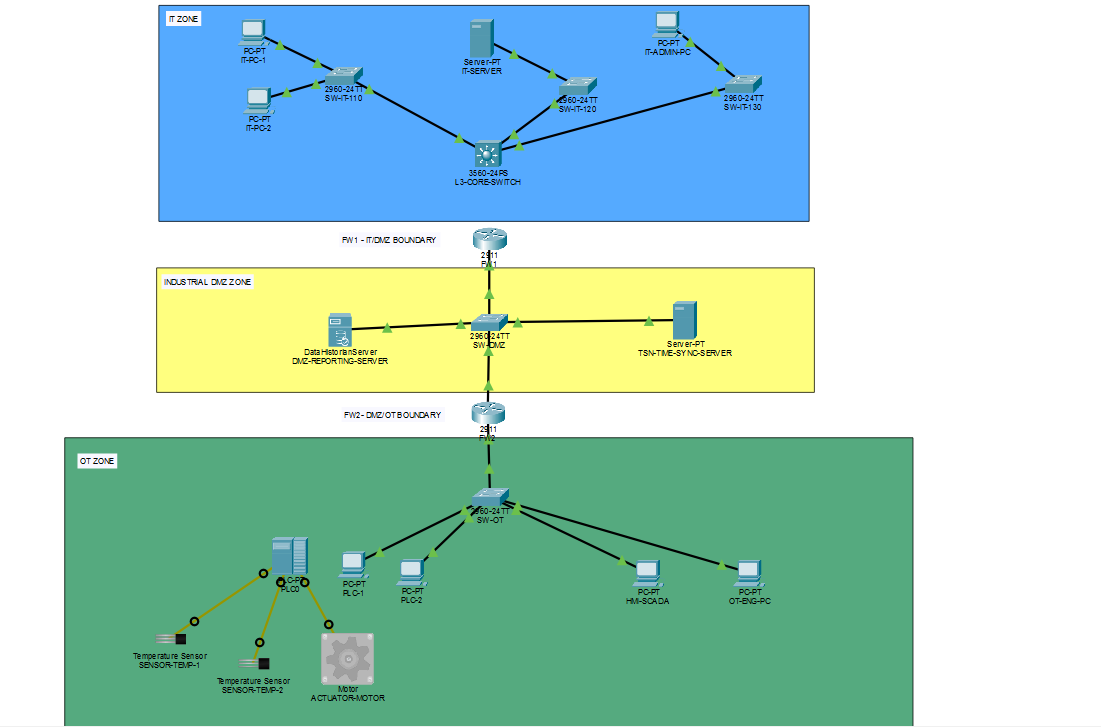 IT ZONE
PC-PT
IT-PC-1
PC-PT
IT-PC-2
2960-24TT
SW-IT-110
Server-PT
IT-SERVER
2960-24TT
SW-IT-120
PC-PT
IT-ADMIN-PC
2960-24TT
SW-IT-130
3560-24PS
L3-CORE-SWITCH
FW1 - IT/DMZ BOUNDARY
2911
FW1
INDUSTRIAL DMZ ZONE
DataHistorianServer
DMZ-REPORTING-SERVER
2960-24TT
SW-DMZ
Server-PT
TSN-TIME-SYNC-SERVER
FW2- DMZ/OT BOUNDARY
2911
FW2
OT ZONE
2960-24TT
SW-OT
PLC-PT
PLC0
PC-PT
PLC-1
PC-PT
PLC-2
PC-PT
HMI-SCADA
PC-PT
OT-ENG-PC
Temperature Sensor
SENSOR-TEMP-1
Temperature Sensor
SENSOR-TEMP-2
Motor
ACTUATOR-MOTOR